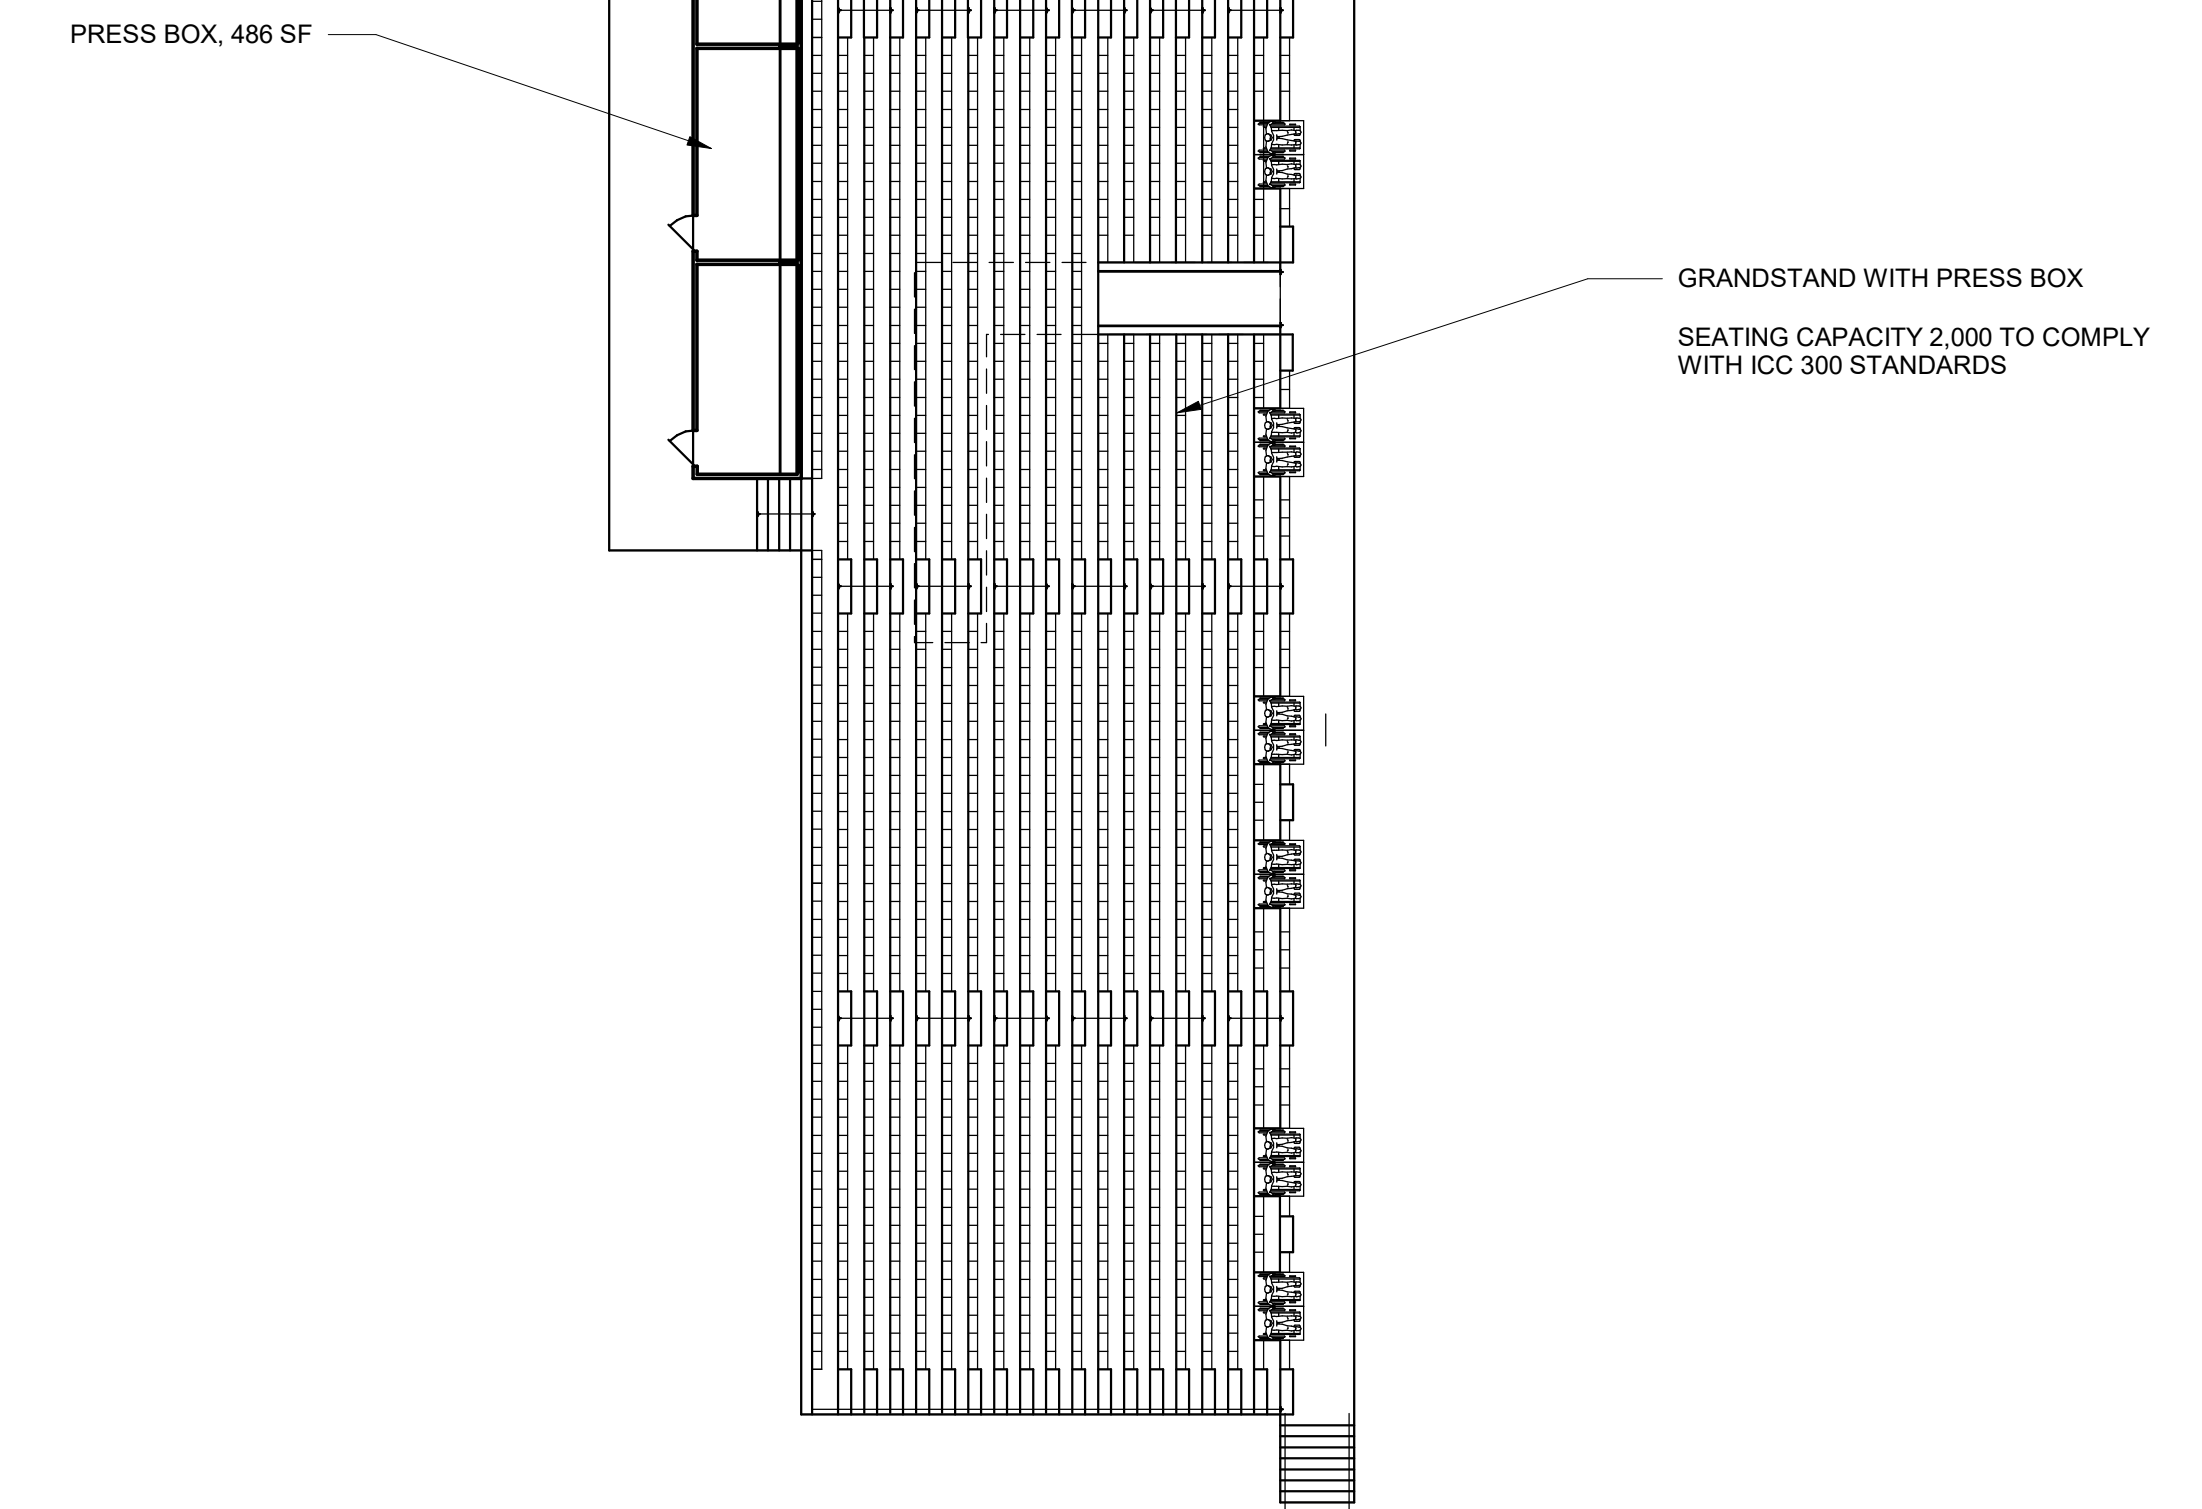 PRESS BOX, 486 SF
GRANDSTAND WITH PRESS BOX
SEATING CAPACITY 2,000 TO COMPLY
WITH ICC 300 STANDARDS